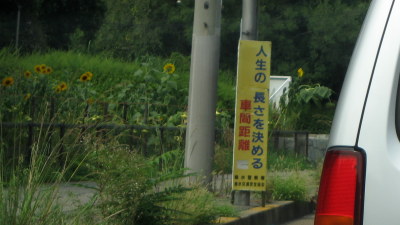 人生の 長さを決める
車間距離